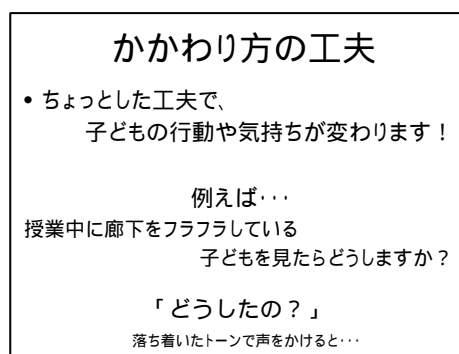 かかわり方の工夫
• ちょっとした工夫で、
子どもの行動や気持ちが変わります！
例えば･･･
授業中に廊下をフラフラしている
子どもを見たらどうしますか？
「どうしたの？」
落ち着いたトーンで声をかけると･･･